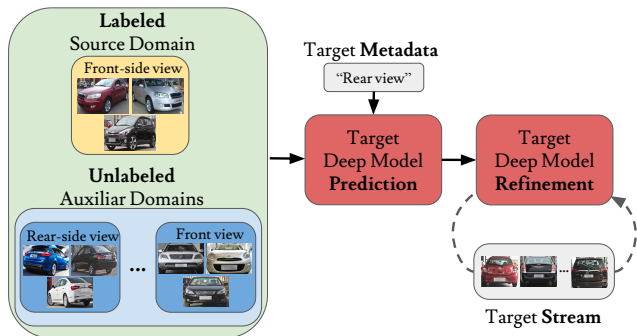 Labeled
Source Domain
Front-side view
Unlabeled
Auxiliar Domains
Rear-side view
...
Front view
Target Metadata
"Rear view"
Target
Deep Model
Prediction
Target
Deep Model
Refinement
...
Target Stream